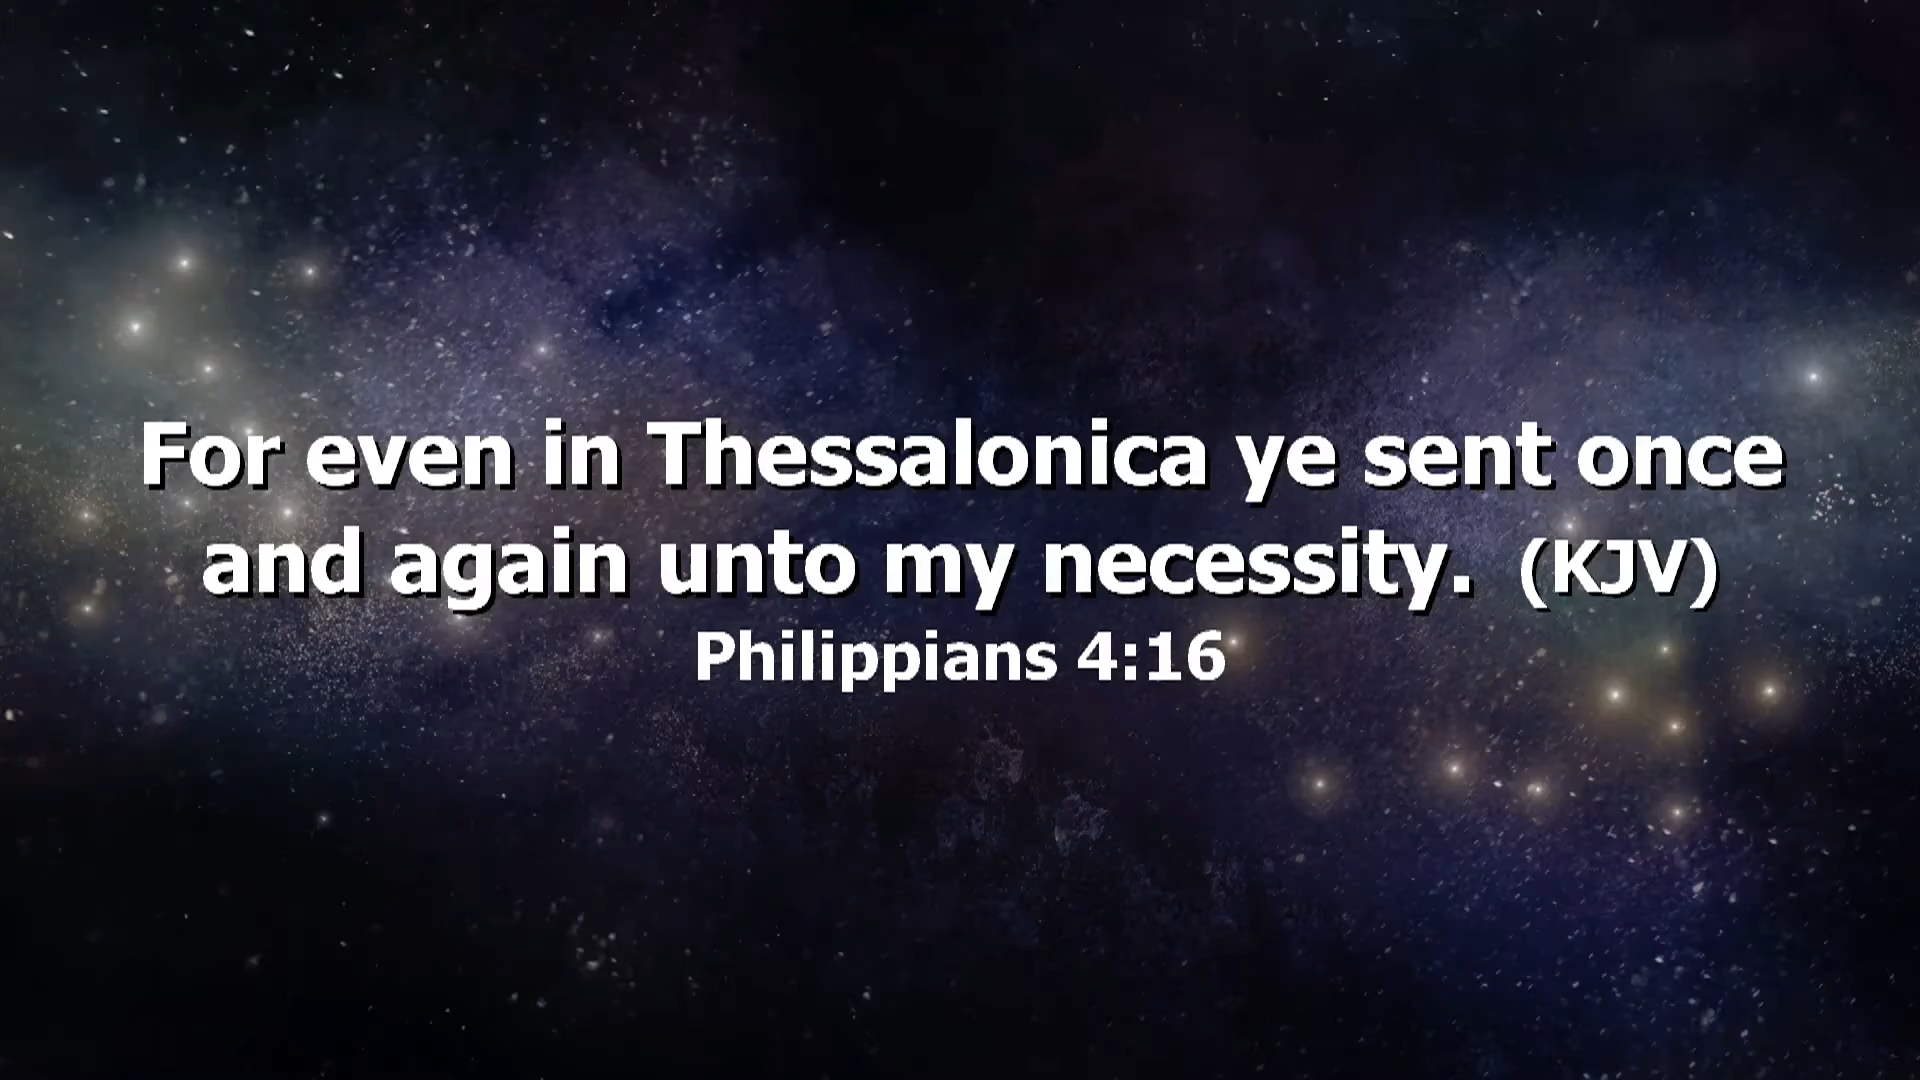 For even in Thessalonica ye sent once
and again unto my necessity. (KJV)
Philippians 4:16